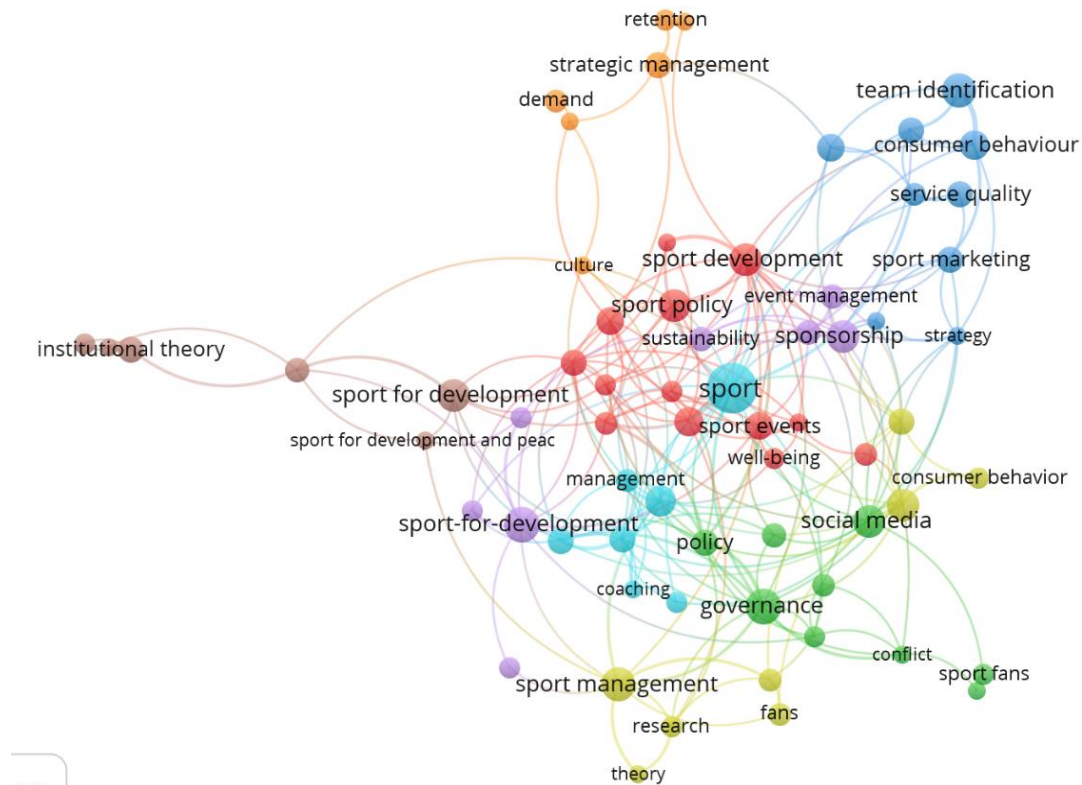 retention
strategic management
demand
team identification
consumer behaviour
service quality
culture
sport development
sport marketing
event management
sport policy
sustainability
sponsorship
strategy
institutional theory
sport for development
sport
sport events
sport for development and peac
well-being
management
consumer behavior
sport-for-development
social media
policy
coaching
governance
conflict
sport fans
sport management
fans
research
theory